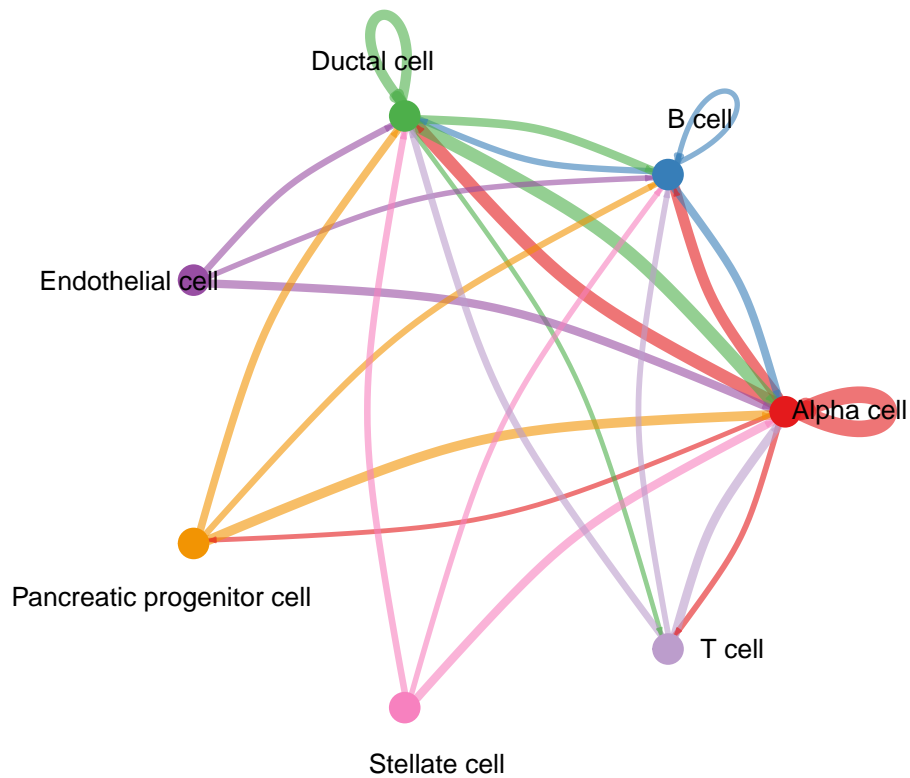 Ductal cell
B cell
Endothelial cell
Alpha cell
Pancreatic progenitor cell
T cell
Stellate cell